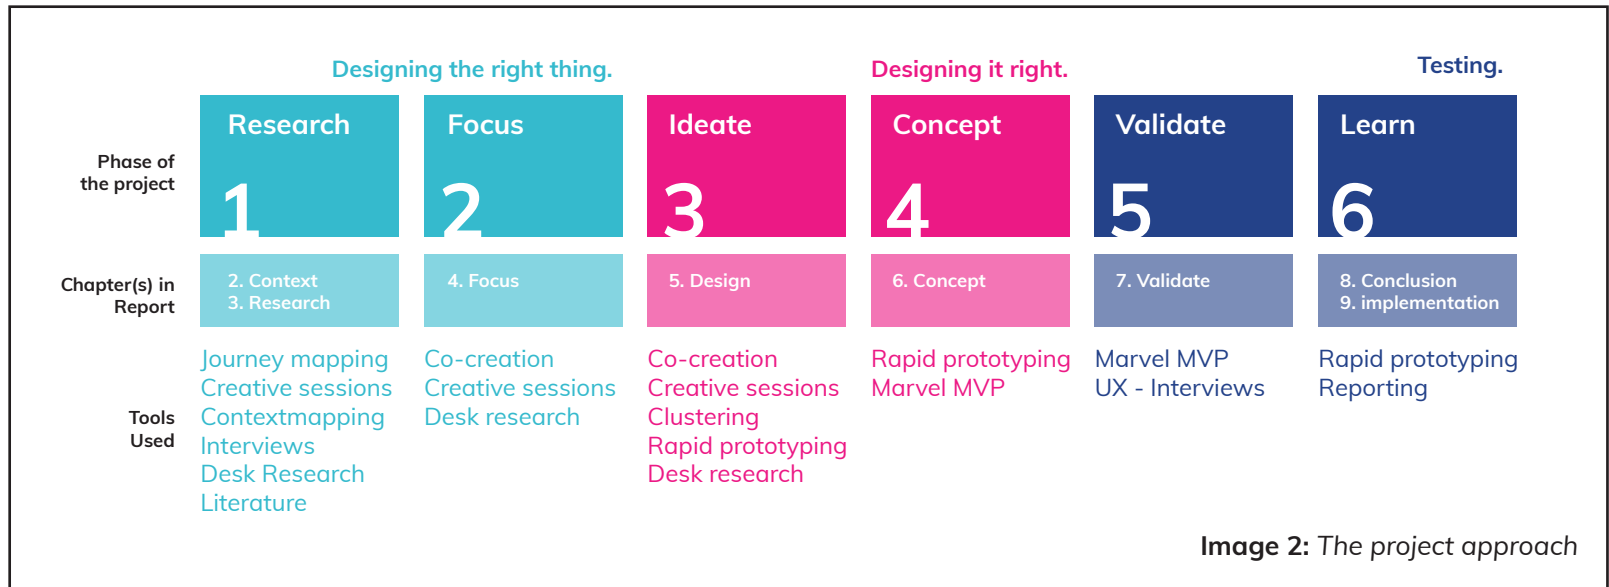 Designing the right thing.
Designing it right.
Testing.
Phase of
the project
Research
1
Focus
2
Ideate
3
Concept
4
Validate
5
Learn
6
Chapter(s) in
Report
2. Context
3. Research
4. Focus
5. Design
6. Concept
7. Validate
8. Conclusion
9. implementation
Tools
Used
Journey mapping
Creative sessions
Contextmapping
Interviews
Desk Research
Literature
Co-creation
Creative sessions
Desk research
Co-creation
Creative sessions
Clustering
Rapid prototyping
Desk research
Rapid prototyping
Marvel MVP
Marvel MVP
UX - Interviews
Rapid prototyping
Reporting
Image 2: The project approach